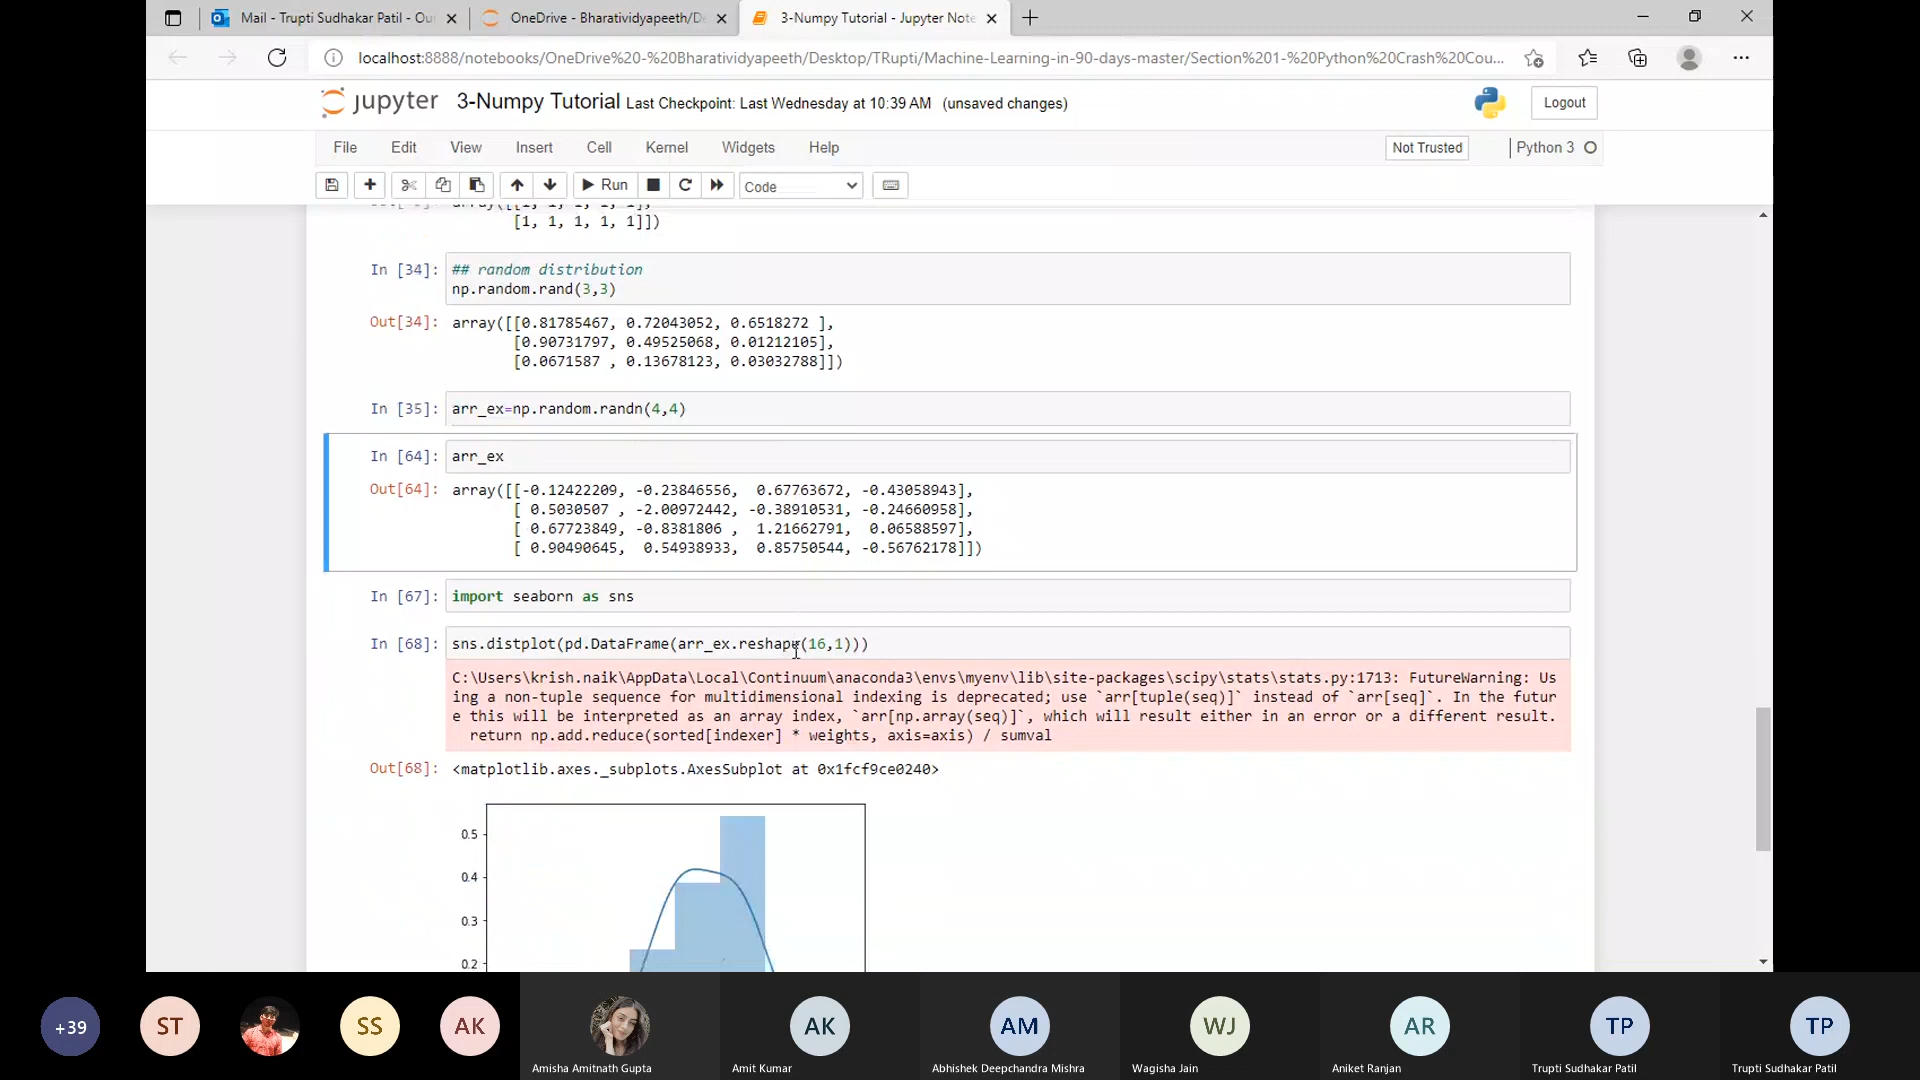 Mail - Trupti Sudhakar Patil - Ou
OneDrive - Bharatividyapeeth/De
3-Numpy Tutorial - Jupyter Note
localhost:8888/notebooks/OneDrive%20-%20Bharatividyapeeth/Desktop/TRupti/Machine-Learning-in-90-days-master/Section%201-%20Python%20Crash%20Cou...
jupyter 3-Numpy Tutorial Last Checkpoint: Last Wednesday at 10:39 AM (unsaved changes)
Logout
File Edit View Insert Cell Kernel Widgets Help
Not Trusted
Python 3
Run
Code
array([[1, 1, 1, 1, 1],
[1, 1, 1, 1, 1]])
In [34]: ## random distribution
np.random.rand(3,3)
Out[34]: array([[0.81785467, 0.72043052, 0.6518272 ],
[0.90731797, 0.49525068, 0.01212105],
[0.0671587 , 0.13678123, 0.03032788]])
In [35]: arr_ex=np.random.randn(4,4)
In [64]: arr_ex
Out[64]: array([[-0.12422209, -0.23846556, 0.67763672, -0.43058943],
[ 0.5030507 , -2.00972442, -0.38910531, -0.24660958],
[ 0.67723849, -0.8381806 , 1.21662791, 0.06588597],
[ 0.90490645, 0.54938933, 0.85750544, -0.56762178]])
In [67]: import seaborn as sns
In [68]: sns.distplot(pd.DataFrame(arr_ex.reshape(16,1)))
C:\Users\krish.naik\AppData\Local\Continuum\anaconda3\envs\myenv\lib\site-packages\scipy\stats\stats.py:1713: FutureWarning: Us
ing a non-tuple sequence for multidimensional indexing is deprecated; use `arr[tuple(seq)]` instead of `arr[seq]`. In the futur
e this will be interpreted as an array index, `arr[np.array(seq)]`, which will result either in an error or a different result.
return np.add.reduce(sorted[indexer] * weights, axis=axis) / sumval
Out[68]: <matplotlib.axes._subplots.AxesSubplot at 0x1fcf9ce0240>
0.5
0.4
0.3
0.2
+39
ST
SS
AK
AK
AM
WJ
AR
TP
TP
Amisha Amitnath Gupta
Amit Kumar
Abhishek Deepchandra Mishra
Wagisha Jain
Aniket Ranjan
Trupti Sudhakar Patil
Trupti Sudhakar Patil